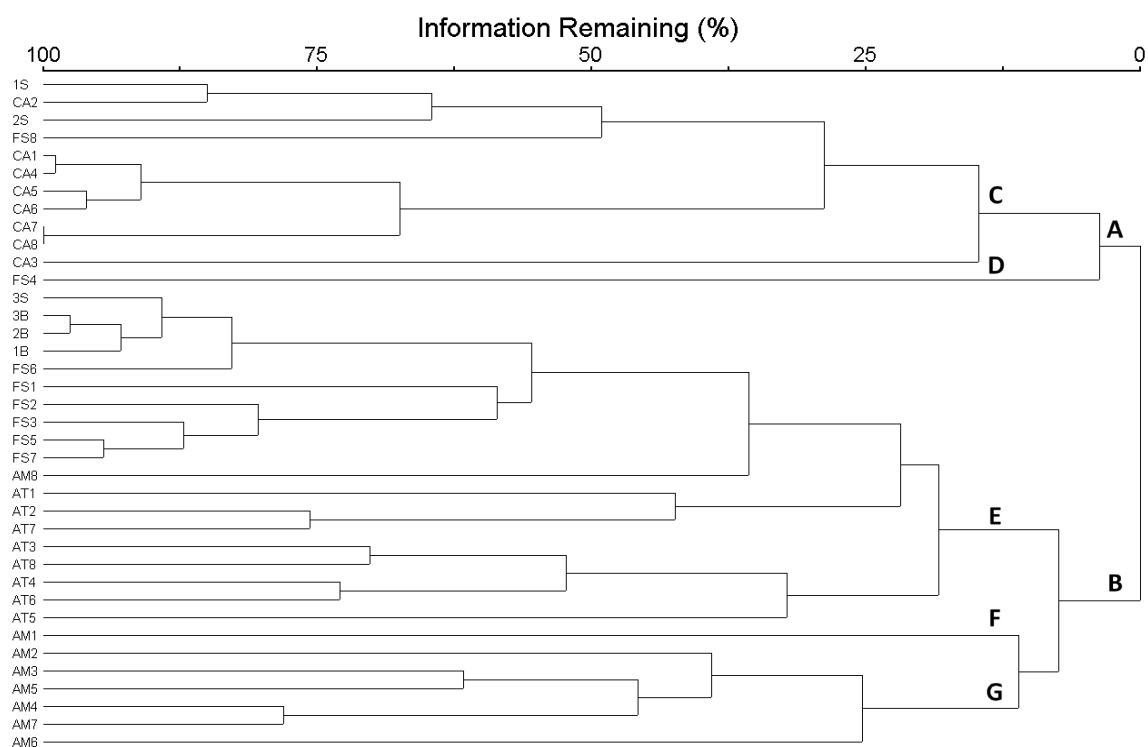 Information Remaining (%)
100 75 50 25 0
1S
CA2
2S
FS8
CA1
CA4
CA5
CA6
CA7
C
CA8
A
CA3
D
FS4
3S
3B
2B
1B
FS6
FS1
FS2
FS3
FS5
FS7
AM8
AT1
AT2
E
AT7
AT3
AT8
AT4
B
AT6
AT5
F
AM1
AM2
AM3
AM5
G
AM4
AM7
AM6